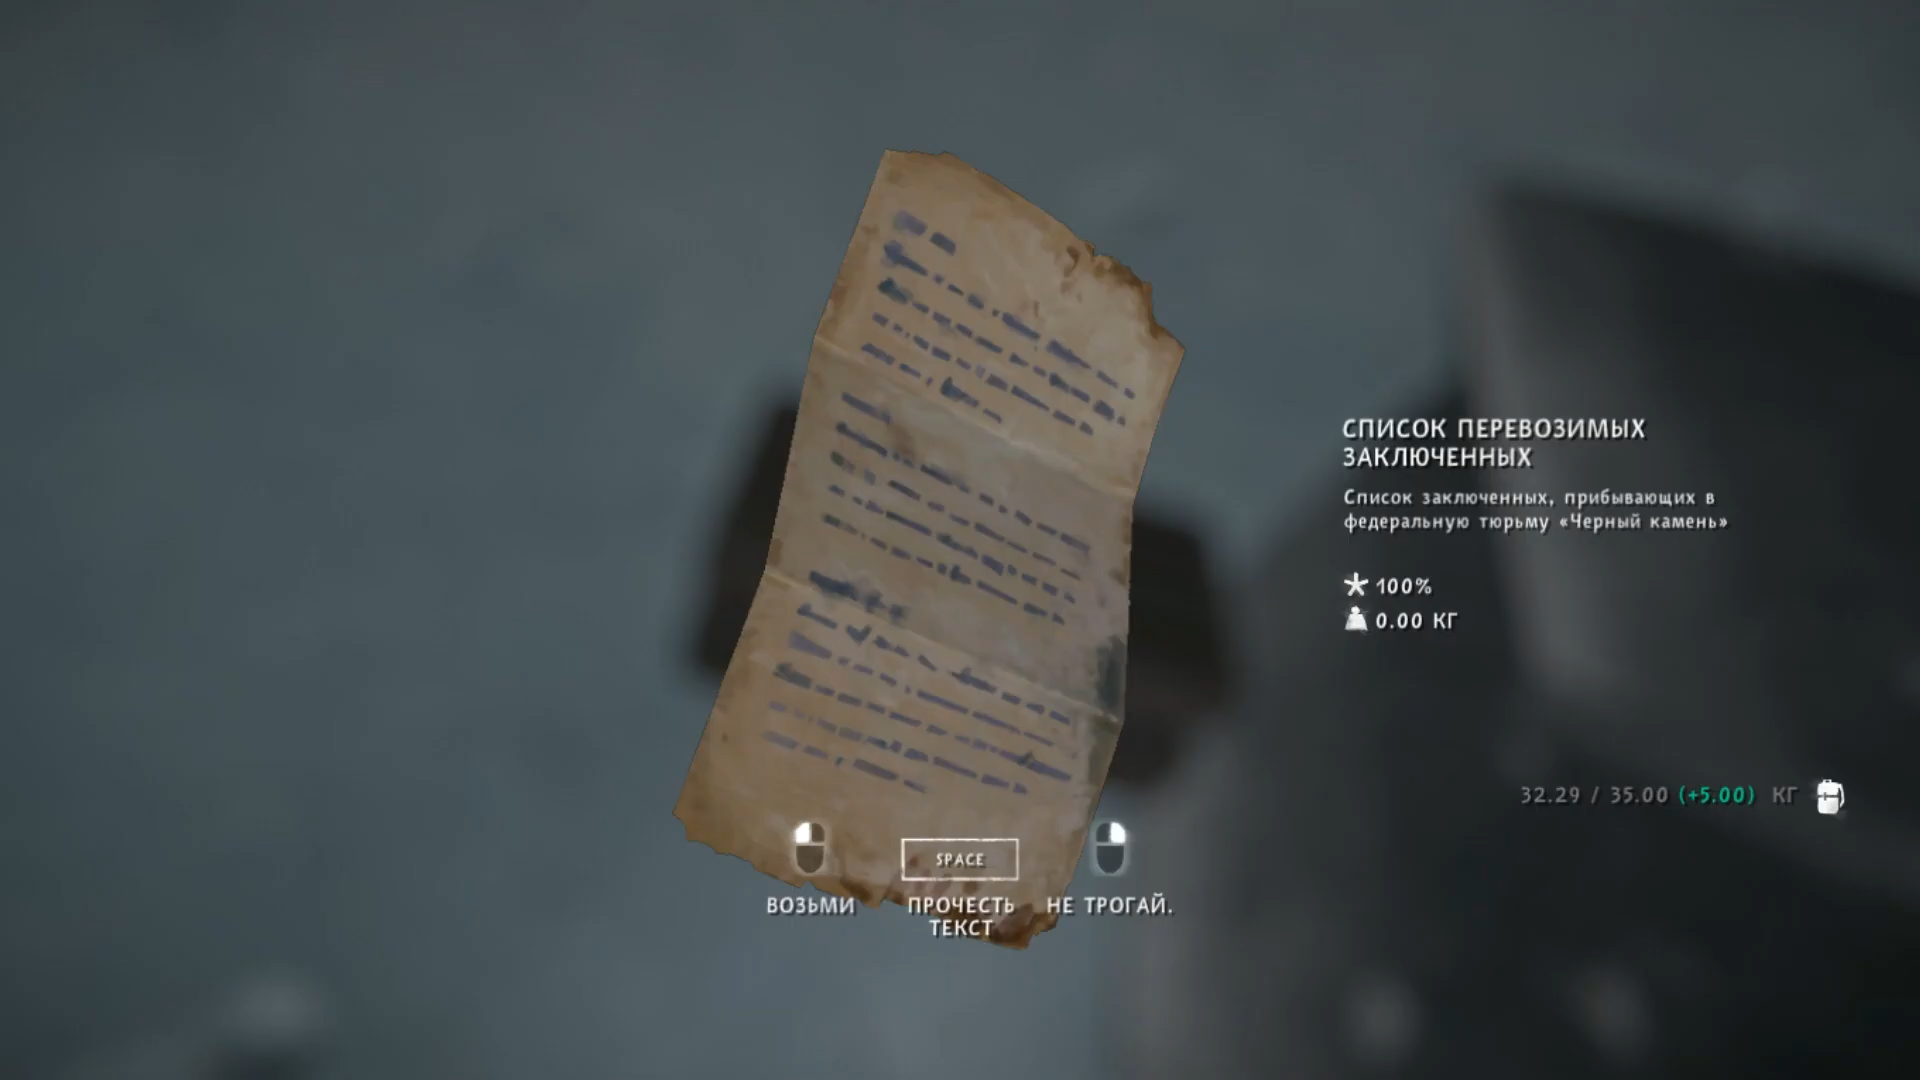 СПИСОК ПЕРЕВОЗИМЫХ
ЗАКЛЮЧЕННЫХ
Список заключенных, прибывающих в
федеральную тюрьму «Черный камень»
100%
0.00 КГ
32.29 / 35.00 (+5.00) КГ
SPACE
ВОЗЬМИ ПРОЧЕСТЬ НЕ ТРОГАЙ.
ТЕКСТ